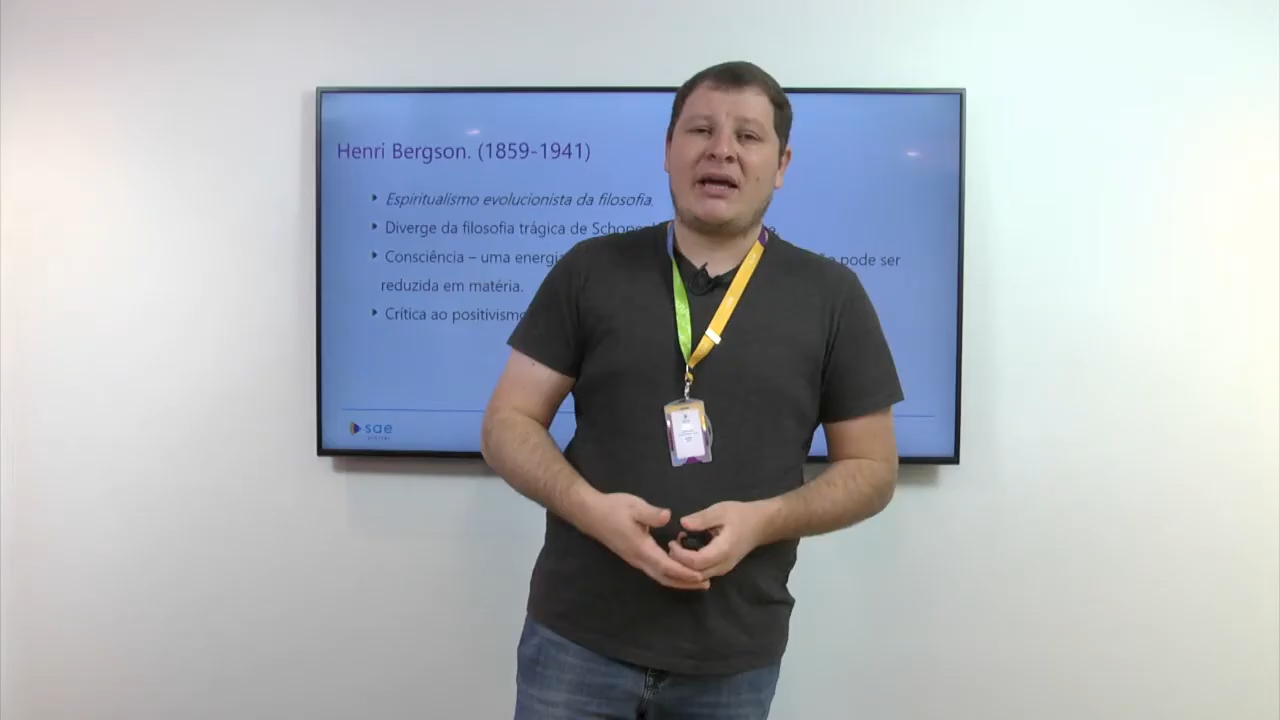 Henri Bergson. (1859-1941)
Espiritualismo evolucionista da filosofia.
Diverge da filosofia trágica de
Consciência – uma energia pode ser
reduzida em matéria.
Crítica ao positivismo
sae